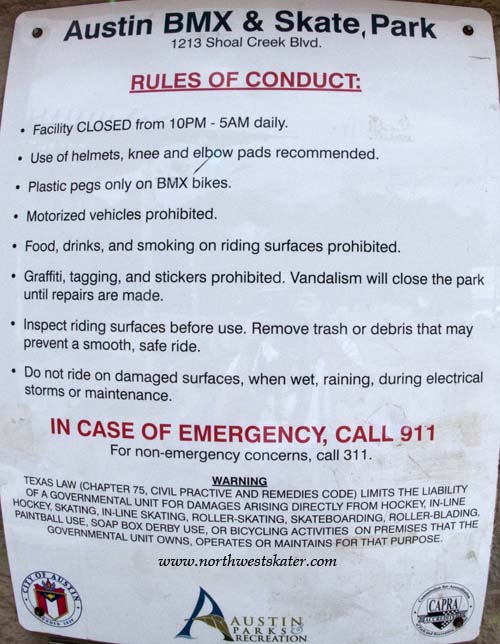 Austin BMX & Skate Park
1213 Shoal Creek Blvd.
RULES OF CONDUCT:
• Facility CLOSED from 10PM - 5AM daily.
• Use of helmets, knee and elbow pads recommended.
• Plastic pegs only on BMX bikes.
• Motorized vehicles prohibited.
• Food, drinks, and smoking on riding surfaces prohibited.
• Graffiti, tagging, and stickers prohibited. Vandalism will close the park
until repairs are made.
• Inspect riding surfaces before use. Remove trash or debris that may
prevent a smooth, safe ride.
• Do not ride on damaged surfaces, when wet, raining, during electrical
storms or maintenance.
IN CASE OF EMERGENCY, CALL 911
For non-emergency concerns, call 311.
WARNING
TEXAS LAW (CHAPTER 75, CIVIL PRACTIVE AND REMEDIES CODE) LIMITS THE LIABILITY
OF A GOVERNMENTAL UNIT FOR DAMAGES ARISING DIRECTLY FROM HOCKEY, IN-LINE
HOCKEY, SKATING, IN-LINE SKATING, ROLLER-SKATING, SKATEBOARDING, ROLLER-BLADING,
PAINTBALL USE, SOAP BOX DERBY USE, OR BICYCLING ACTIVITIES ON PREMISES THAT THE
GOVERNMENTAL UNIT OWNS, OPERATES OR MAINTAINS FOR THAT PURPOSE.
www.northwestskater.com
CITY OF AUSTIN
AUSTIN
PARKS
RECREATION
CAPRA
ACCREDITED